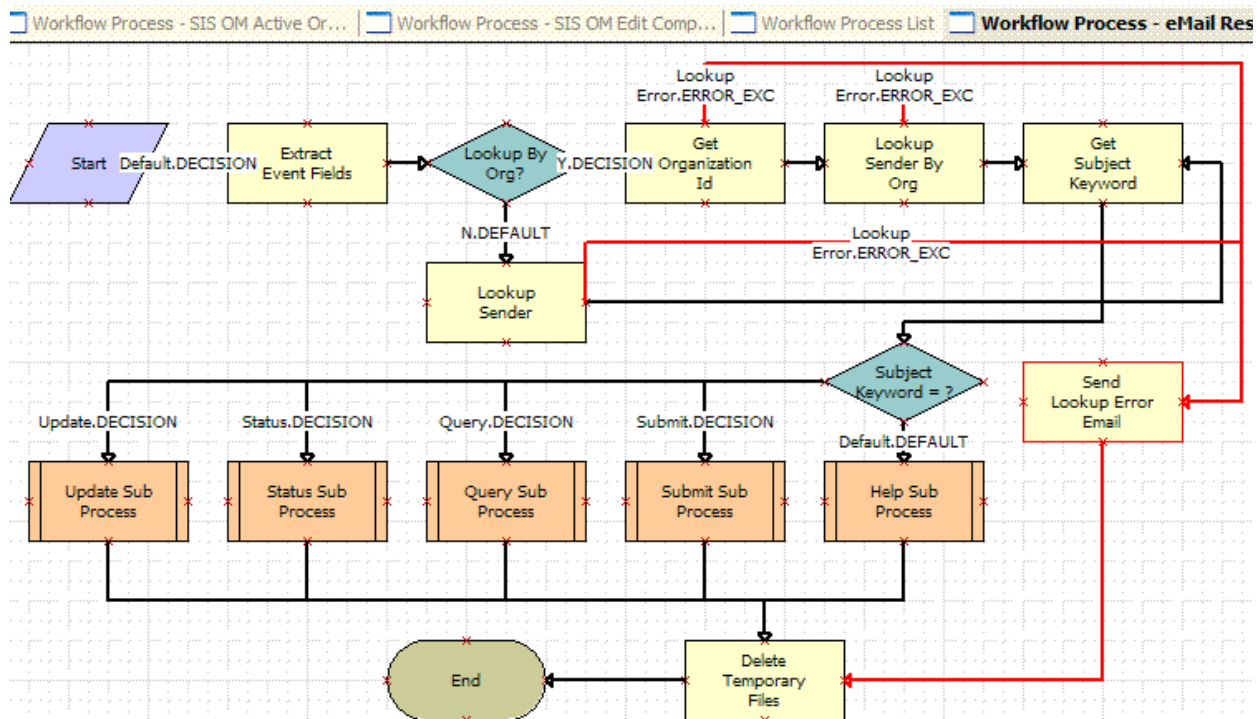 Workflow Process - SIS OM Active Or...
Workflow Process - SIS OM Edit Comp...
Workflow Process List
Workflow Process - eMail Res
Lookup
Error.ERROR_EXC
Lookup
Error.ERROR_EXC
Start
Default.DECISION
Extract
Event Fields
Lookup By
Org?
Y.DECISION
Get
Organization
Id
Lookup
Sender By
Org
Get
Subject
Keyword
N.DEFAULT
Lookup
Error.ERROR_EXC
Lookup
Sender
Subject
Keyword = ?
Send
Lookup Error
Email
Update.DECISION
Status.DECISION
Query.DECISION
Submit.DECISION
Default.DEFAULT
Update Sub
Process
Status Sub
Process
Query Sub
Process
Submit Sub
Process
Help Sub
Process
End
Delete
Temporary
Files